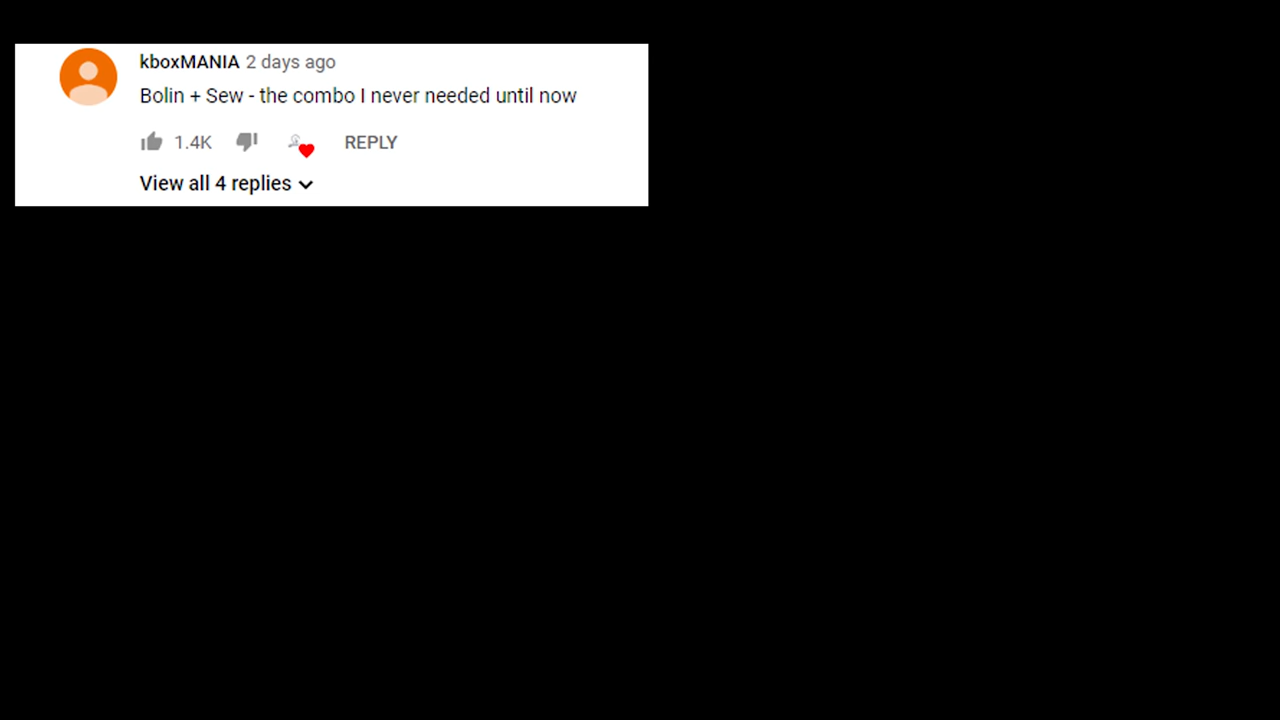 kboxMANIA 2 days ago
Bolin + Sew - the combo I never needed until now
1.4K REPLY
View all 4 replies